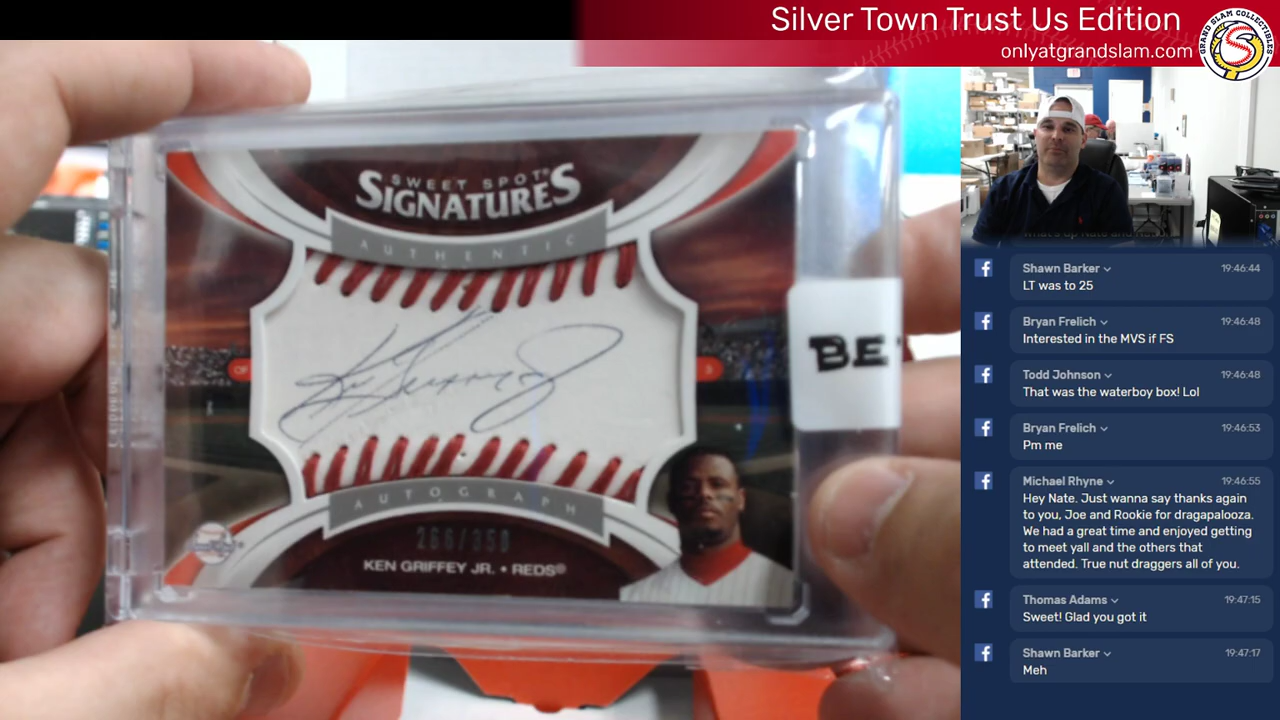 Silver Town Trust Us Edition
onlyatgrandslam.com
GRAND SLAM COLLECTIBLES
SWEET SPOT
SIGNATURES
AUTHENTIC
OF
3
BE
AUTOGRAPH
268/350
KEN GRIFFEY JR. • REDS®
Shawn Barker
19:46:44
LT was to 25
Bryan Frelich
19:46:48
Interested in the MVS if FS
Todd Johnson
19:46:48
That was the waterboy box! Lol
Bryan Frelich
19:46:53
Pm me
Michael Rhyne
19:46:55
Hey Nate. Just wanna say thanks again
to you, Joe and Rookie for dragapalooza.
We had a great time and enjoyed getting
to meet yall and the others that
attended. True nut draggers all of you.
Thomas Adams
19:47:15
Sweet! Glad you got it
Shawn Barker
19:47:17
Meh